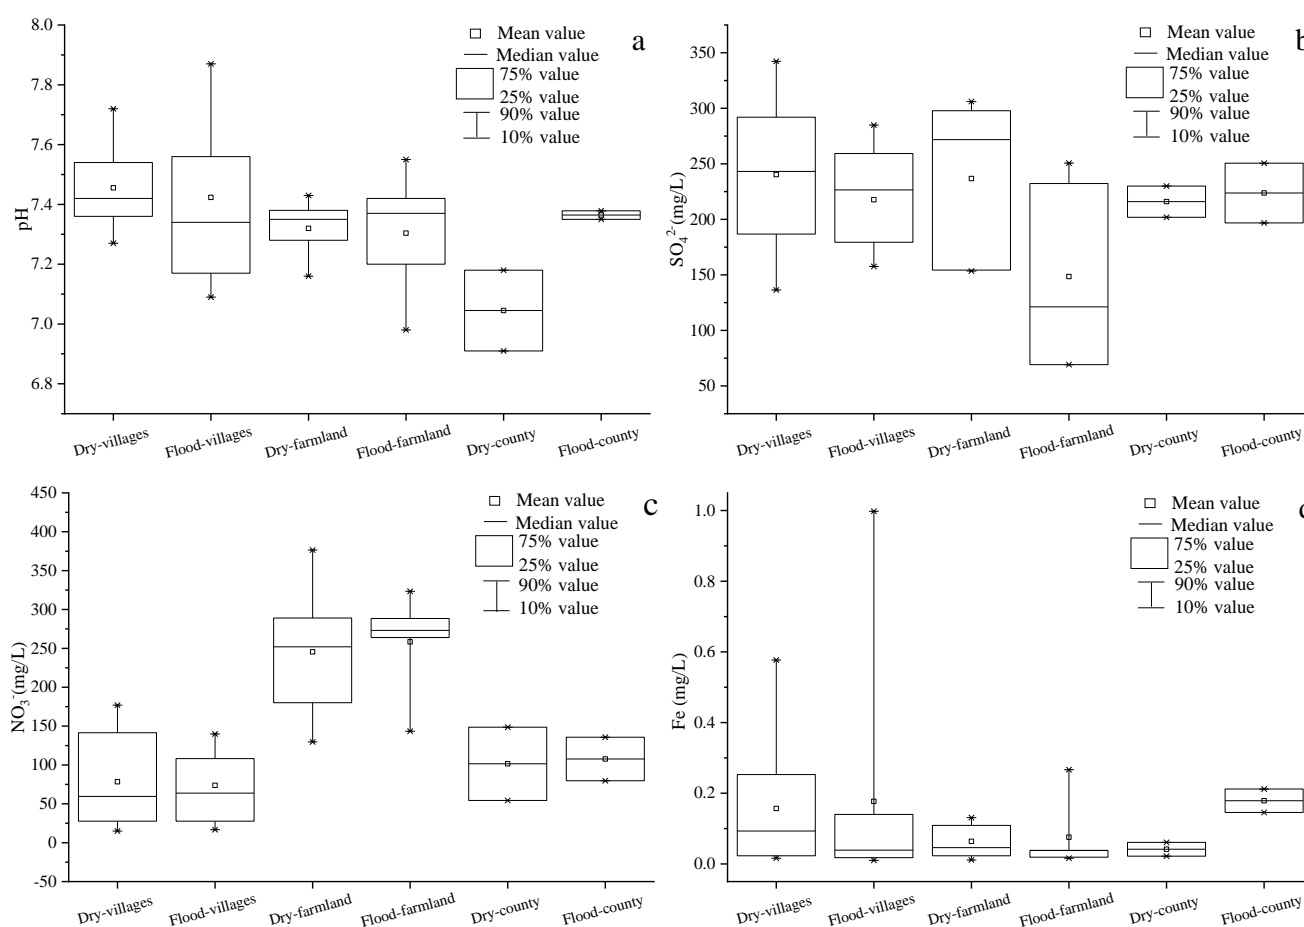 a
Mean value
Median value
75% value
25% value
90% value
10% value
8.0
7.8
7.6
7.4
7.2
7.0
6.8
pH
Dry-villages
Flood-villages
Dry-farmland
Flood-farmland
Dry-county
Flood-county
b
Mean value
Median value
75% value
25% value
90% value
10% value
350
300
250
200
150
100
50
SO₄²⁻(mg/L)
Dry-villages
Flood-villages
Dry-farmland
Flood-farmland
Dry-county
Flood-county
c
Mean value
Median value
75% value
25% value
90% value
10% value
450
400
350
300
250
200
150
100
50
0
-50
NO₃⁻(mg/L)
Dry-villages
Flood-villages
Dry-farmland
Flood-farmland
Dry-county
Flood-county
Mean value
Median value
75% value
25% value
90% value
10% value
1.0
0.8
0.6
0.4
0.2
0.0
Fe (mg/L)
Dry-villages
Flood-villages
Dry-farmland
Flood-farmland
Dry-county
Flood-county